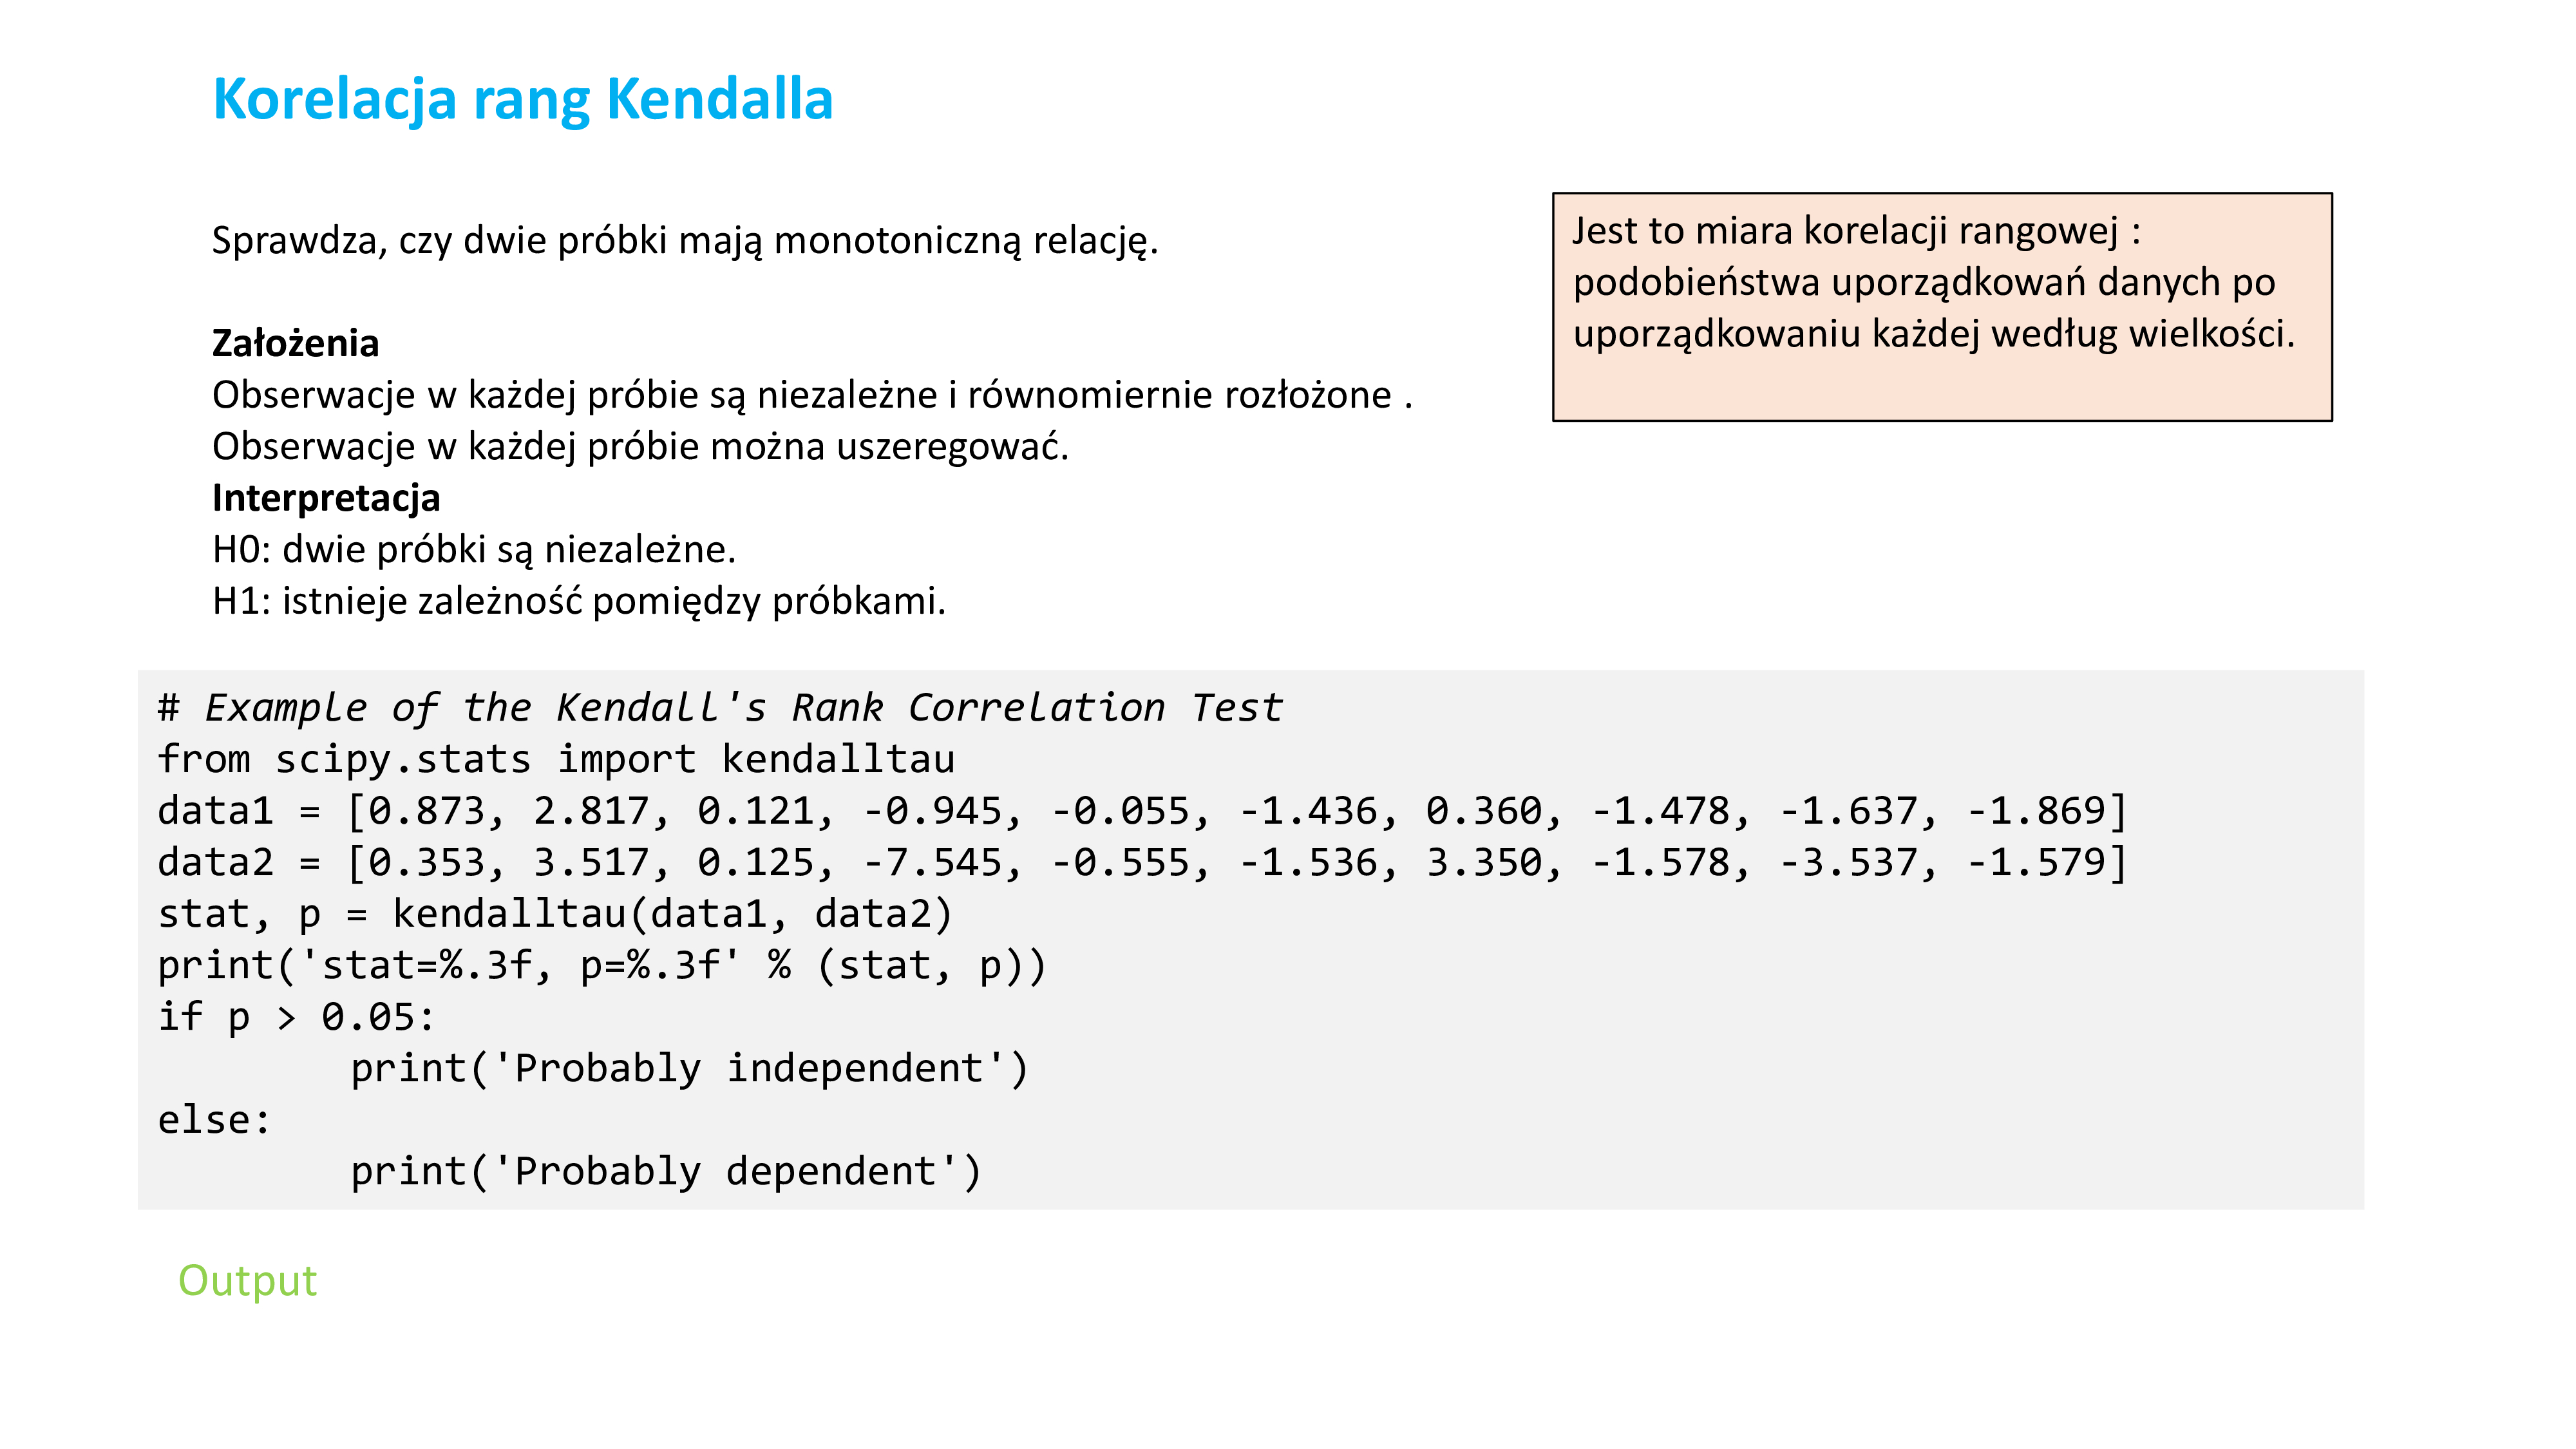 Korelacja rang Kendalla
Sprawdza, czy dwie próbki mają monotoniczną relację.
Założenia
Obserwacje w każdej próbie są niezależne i równomiernie rozłożone .
Obserwacje w każdej próbie można uszeregować.
Interpretacja
H0: dwie próbki są niezależne.
H1: istnieje zależność pomiędzy próbkami.
Jest to miara korelacji rangowej :
podobieństwa uporządkowań danych po
uporządkowaniu każdej według wielkości.
# Example of the Kendall's Rank Correlation Test
from scipy.stats import kendalltau
data1 = [0.873, 2.817, 0.121, -0.945, -0.055, -1.436, 0.360, -1.478, -1.637, -1.869]
data2 = [0.353, 3.517, 0.125, -7.545, -0.555, -1.536, 3.350, -1.578, -3.537, -1.579]
stat, p = kendalltau(data1, data2)
print('stat=%.3f, p=%.3f' % (stat, p))
if p > 0.05:
print('Probably independent')
else:
print('Probably dependent')
Output